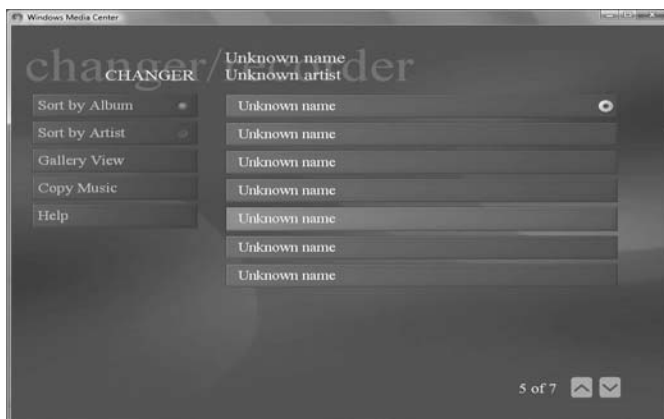 Windows Media Center
changer/recorder
CHANGER
Unknown name
Unknown artist
Sort by Album
Sort by Artist
Gallery View
Copy Music
Help
Unknown name
Unknown name
Unknown name
Unknown name
Unknown name
Unknown name
Unknown name
5 of 7